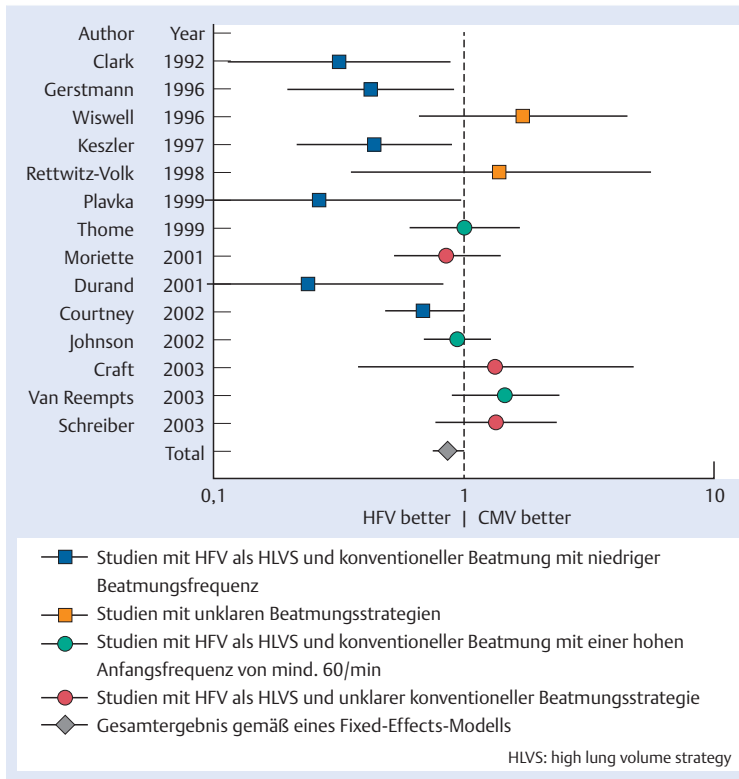 Author Year
Clark 1992
Gerstmann 1996
Wiswell 1996
Keszler 1997
Rettwitz-Volk 1998
Plavka 1999
Thome 1999
Moriette 2001
Durand 2001
Courtney 2002
Johnson 2002
Craft 2003
Van Reempts 2003
Schreiber 2003
Total
0,1 1 10
HFV better | CMV better
Studien mit HFV als HLVS und konventioneller Beatmung mit niedriger
Beatmungsfrequenz
Studien mit unklaren Beatmungsstrategien
Studien mit HFV als HLVS und konventioneller Beatmung mit einer hohen
Anfangsfrequenz von mind. 60/min
Studien mit HFV als HLVS und unklarer konventioneller Beatmungsstrategie
Gesamtergebnis gemäß eines Fixed-Effects-Modells
HLVS: high lung volume strategy